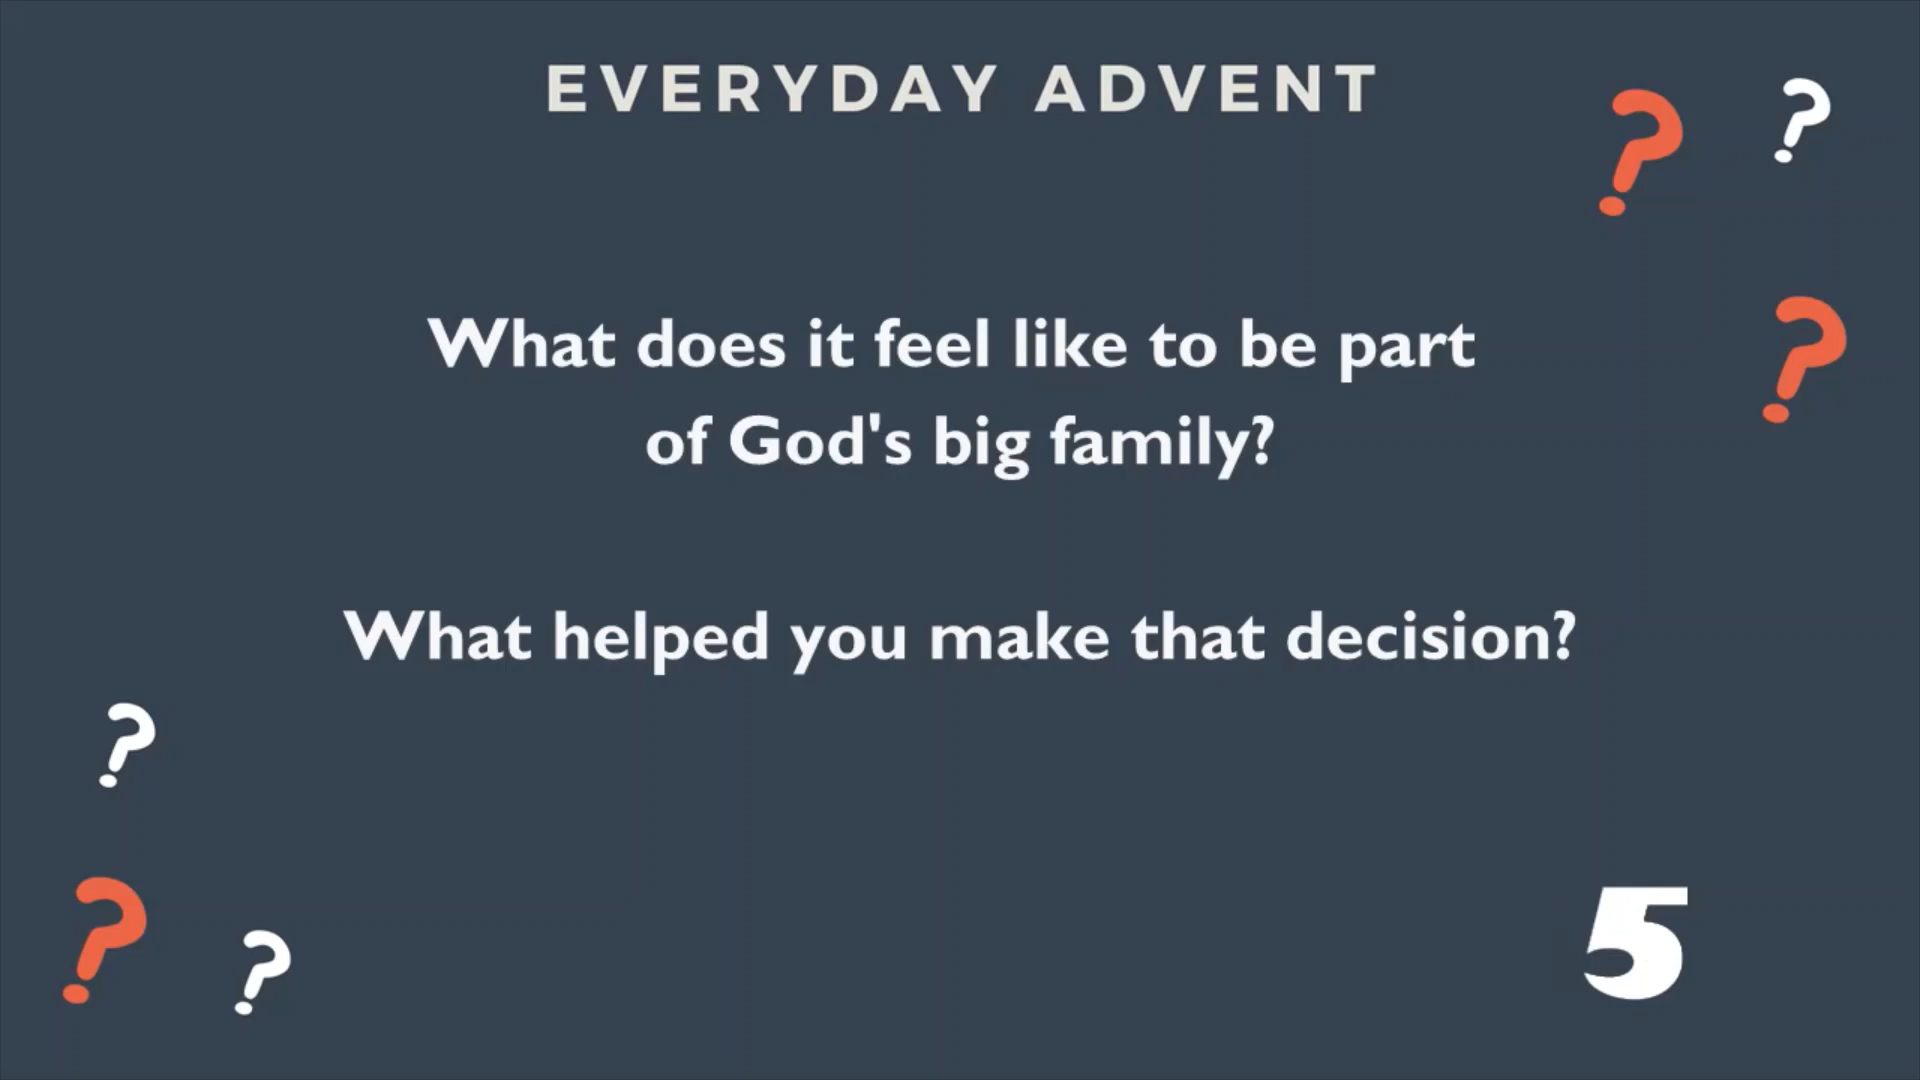 EVERYDAY ADVENT
?
?
?
What does it feel like to be part
of God's big family?
What helped you make that decision?
?
?
?
5